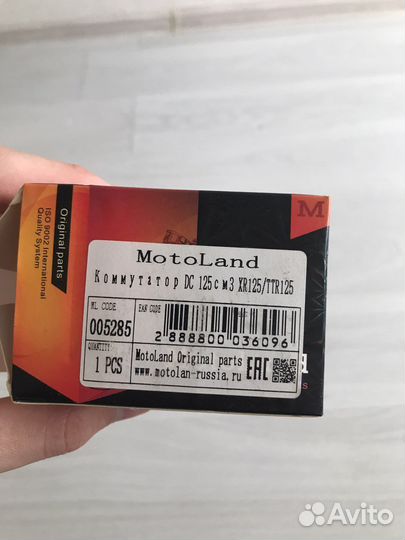 M
Original parts
ISO 9002 International
Quality System
MotoLand
Коммутатор DC 125см3 XR125/TTR125
ML CODE
005285
EAN CODE
2 888800 036096
QUANTITY
1 PCS
MotoLand Original parts
www.motolan-russia.ru
EAC
Avito